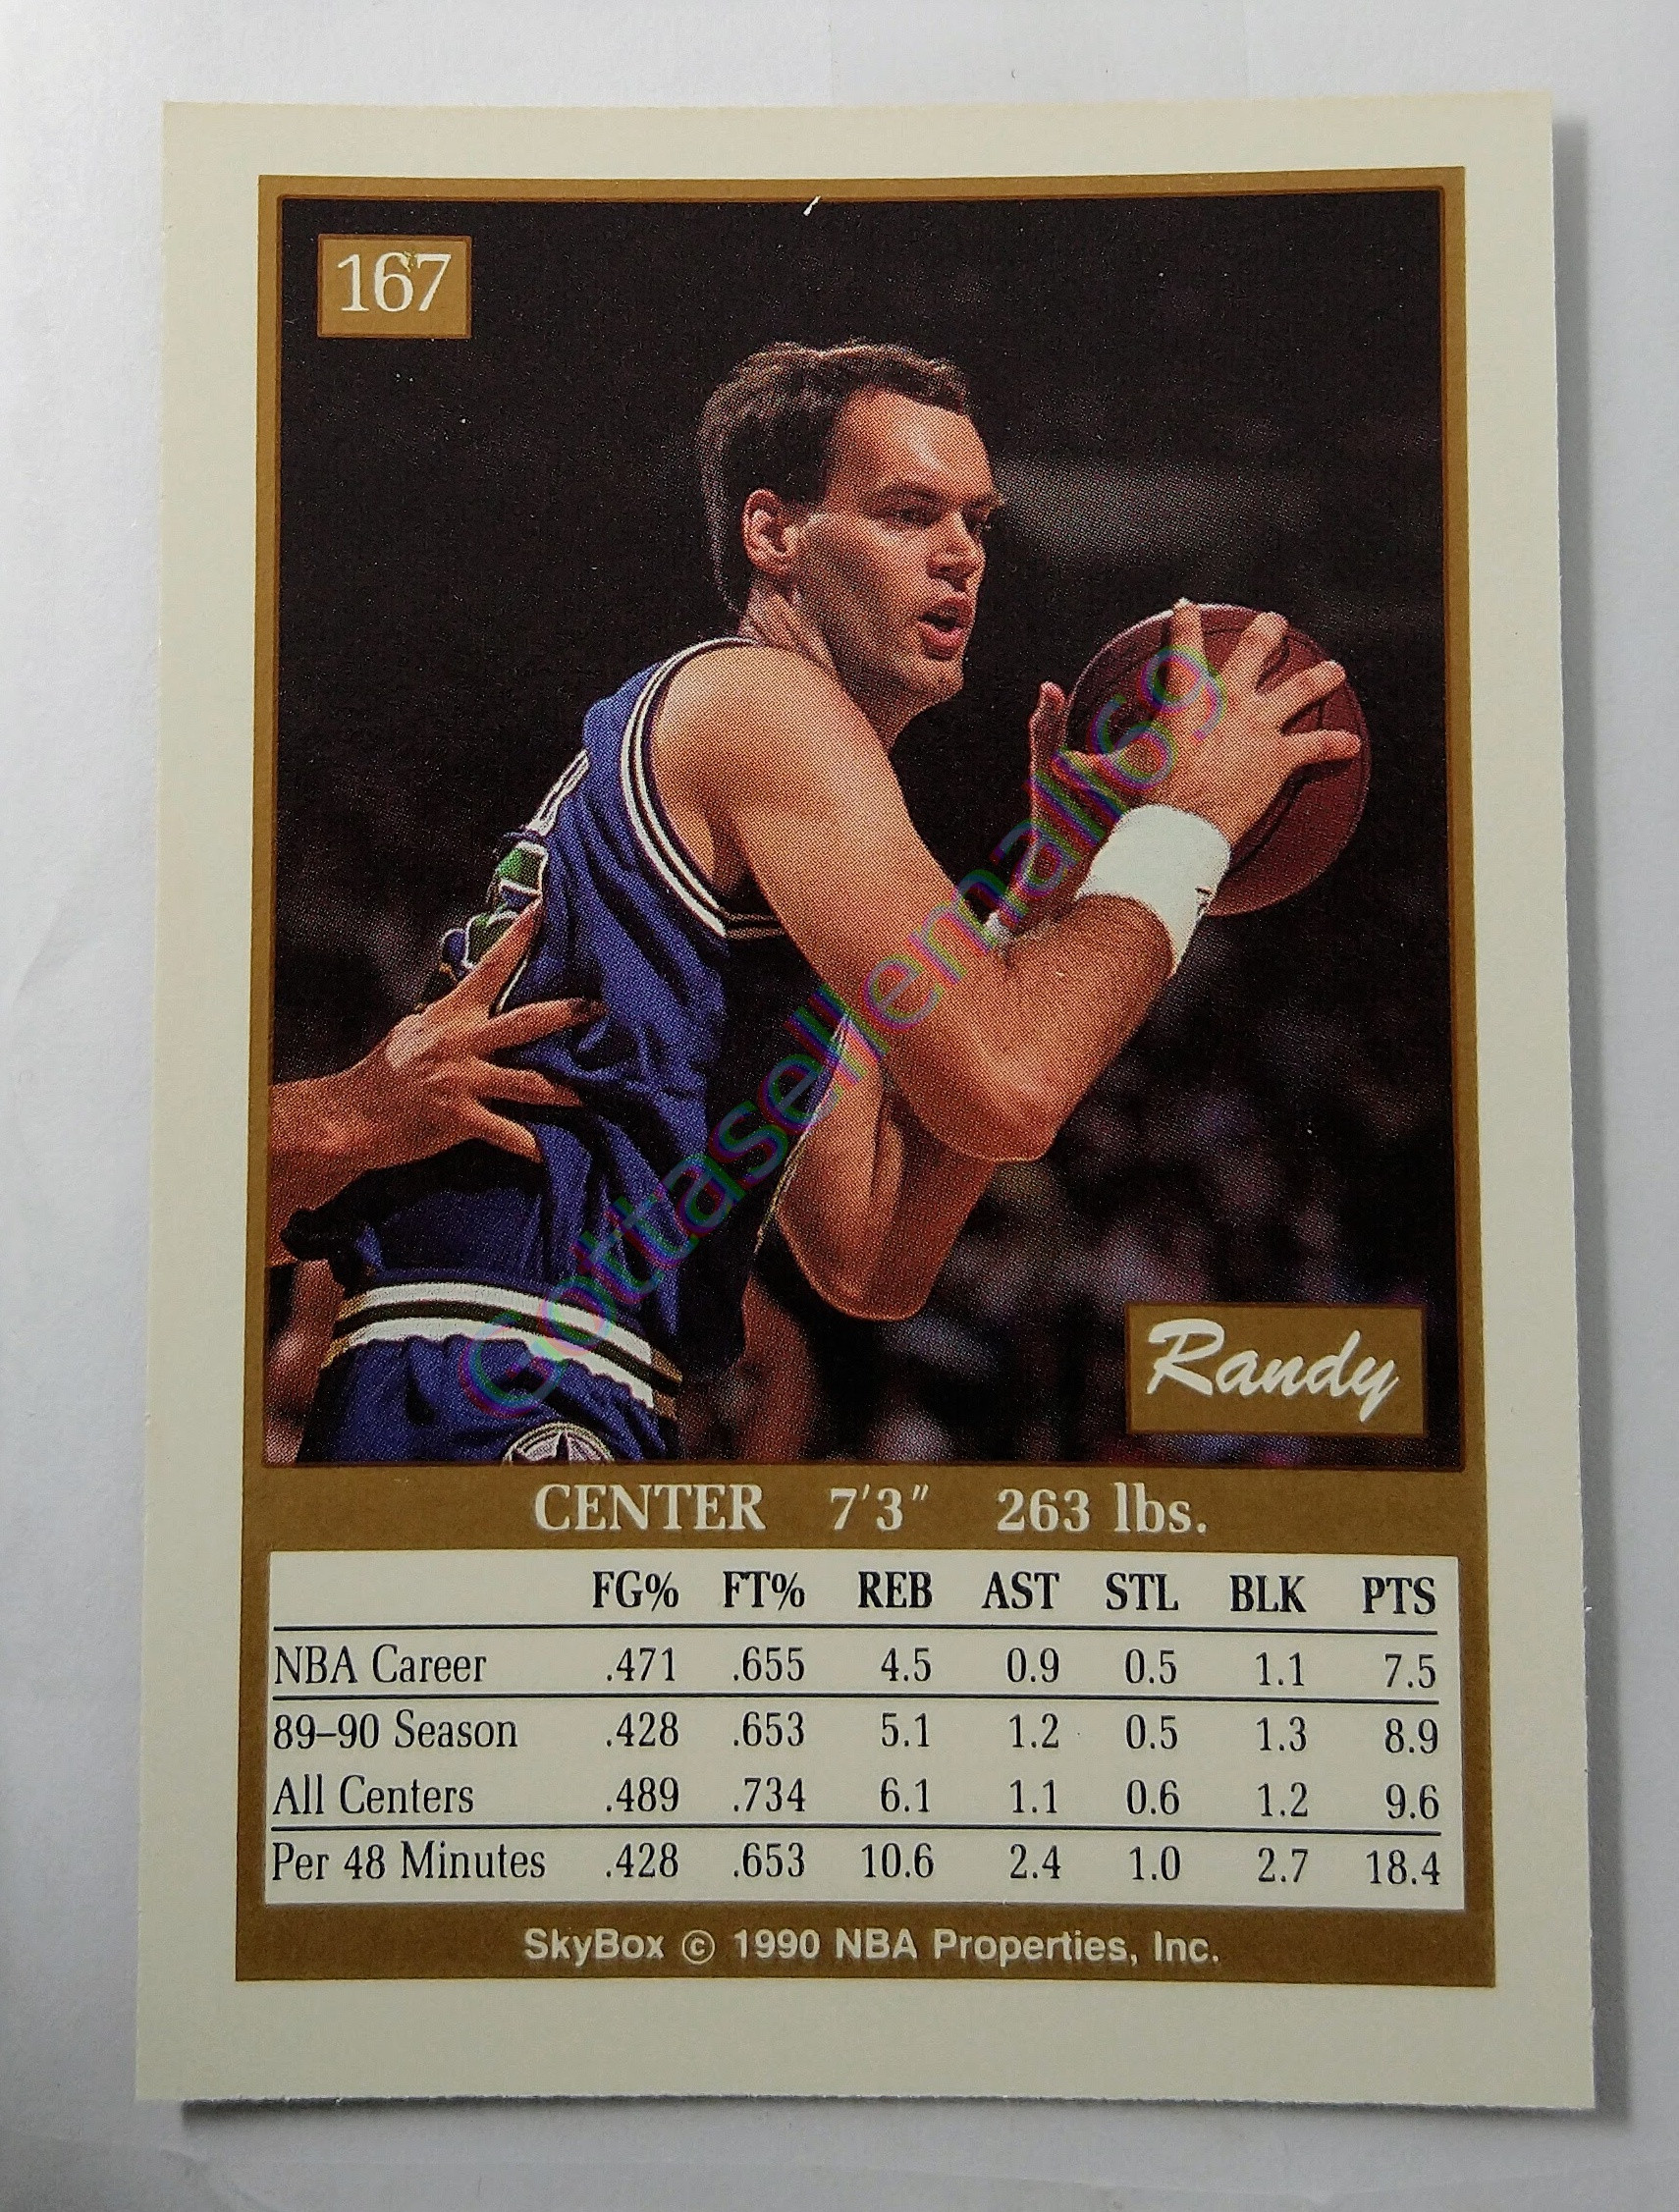 167
Gottasellemall69
Randy
CENTER 7'3" 263 lbs.
FG% FT% REB AST STL BLK PTS
NBA Career .471 .655 4.5 0.9 0.5 1.1 7.5
89–90 Season .428 .653 5.1 1.2 0.5 1.3 8.9
All Centers .489 .734 6.1 1.1 0.6 1.2 9.6
Per 48 Minutes .428 .653 10.6 2.4 1.0 2.7 18.4
SkyBox © 1990 NBA Properties, Inc.